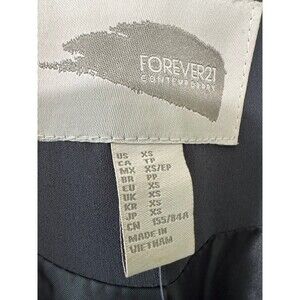 FOREVER21
CONTEMPORARY
US XS
CA TP
MX XS/EP
BR PP
EU XS
UK XS
KR XS
JP XS
CN 155/84A
MADE IN
VIETNAM